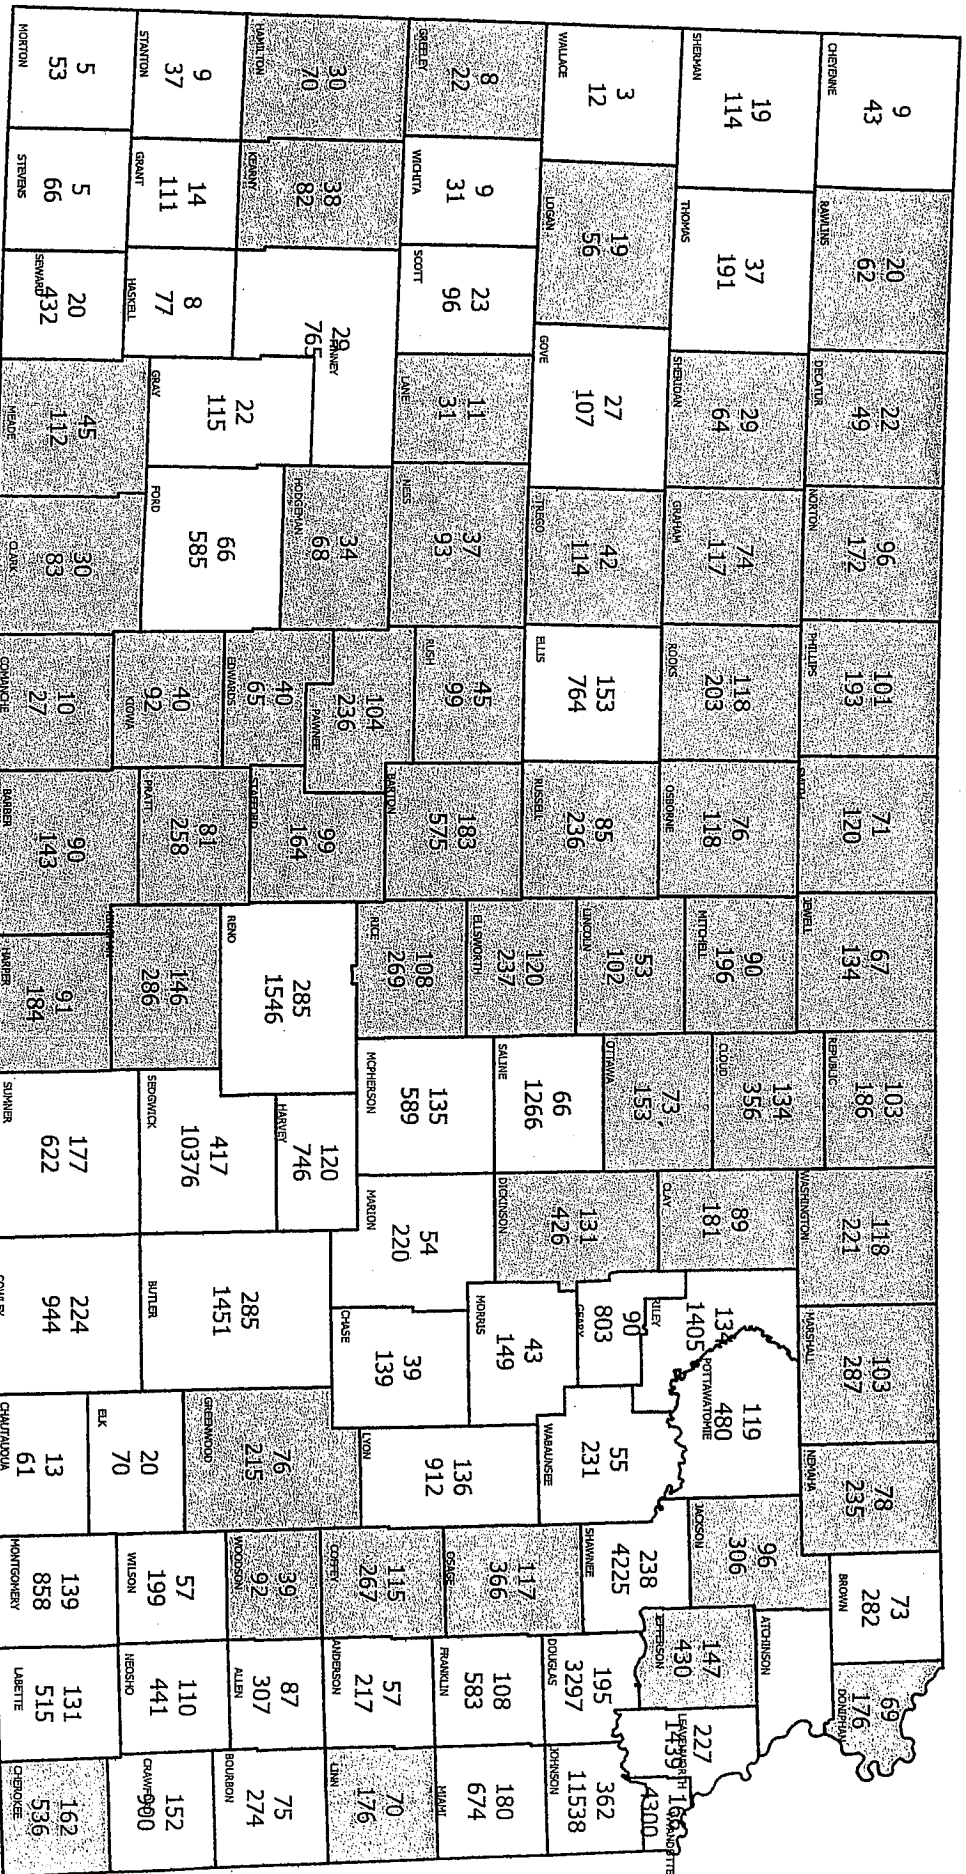 9
43
CHEYENNE
20
62
RAWLINS
22
49
DECATUR
96
172
NORTON
101
193
PHILLIPS
71
120
67
134
JEWELL
103
186
REPUBLIC
118
221
WASHINGTON
103
287
MARSHALL
78
235
NEMAHA
73
282
BROWN
69
176
DONIPHAN
19
114
SHERMAN
37
191
THOMAS
29
64
SHERIDAN
74
117
GRAHAM
118
203
ROOKS
76
118
OSBORNE
90
196
MITCHELL
134
356
CLOUD
89
181
CLAY
134
1405
RILEY
119
480
POTTAWATOMIE
96
306
JACKSON
ATCHINSON
3
12
WALLACE
19
56
LOGAN
27
107
GOVE
42
114
TREGO
153
764
ELLIS
85
236
RUSSELL
53
102
LINCOLN
73
153
OTTAWA
131
426
DICKINSON
90
803
GEARY
55
231
WABAUNSEE
238
4225
SHAWNEE
147
430
JEFFERSON
227
1439
LEAVENWORTH
4300
WYANDOTTE
8
22
GREELEY
9
31
WICHITA
23
96
SCOTT
11
31
LANE
37
93
NESS
45
99
RUSH
183
575
BARTON
120
237
ELLSWORTH
66
1266
SALINE
43
149
MORRIS
117
366
OSAGE
195
3297
DOUGLAS
362
11538
JOHNSON
30
70
HAMILTON
38
82
KEARNY
29
765
FINNEY
34
68
HODGEMAN
104
236
PAWNEE
108
269
RICE
135
589
MCPHERSON
54
220
MARION
39
139
CHASE
136
912
LYON
115
267
COFFEY
108
583
FRANKLIN
180
674
MIAMI
9
37
STANTON
14
111
GRANT
8
77
HASKELL
22
115
GRAY
66
585
FORD
40
65
EDWARDS
99
164
STAFFORD
285
1546
RENO
120
746
HARVEY
285
1451
BUTLER
76
215
GREENWOOD
39
92
WOODSON
57
217
ANDERSON
70
176
LINN
40
92
KIOWA
81
258
PRATT
146
286
417
10376
SEDGWICK
87
307
ALLEN
75
274
BOURBON
5
53
MORTON
5
66
STEVENS
20
432
SEWARD
45
112
MEADE
30
83
CLARK
10
27
COMANCHE
90
143
BARBER
91
184
HARPER
177
622
SUMNER
224
944
COWLEY
20
70
ELK
57
199
WILSON
110
441
NEOSHO
152
900
CRAWFORD
13
61
CHAUTAUQUA
139
858
MONTGOMERY
131
515
LABETTE
162
536
CHEROKEE